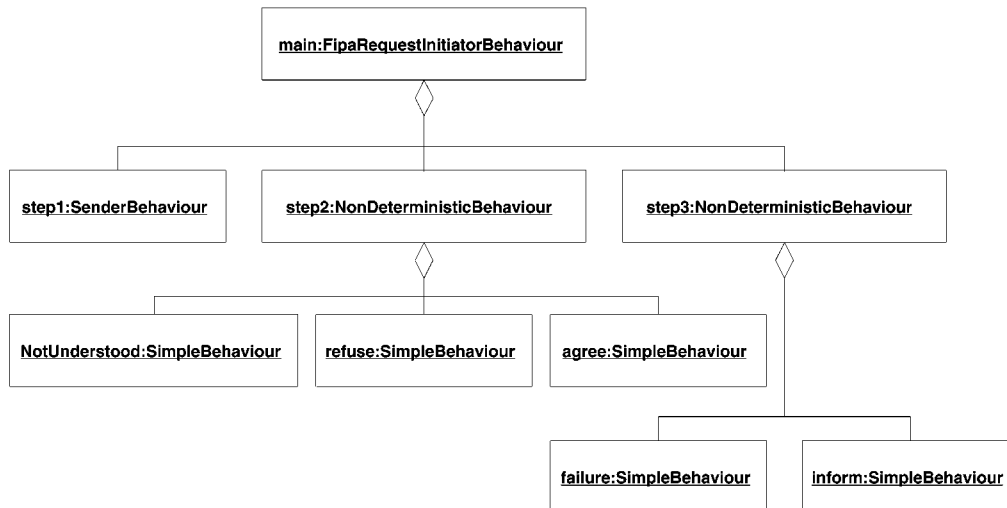 main:FipaRequestInitiatorBehaviour
step1:SenderBehaviour
step2:NonDeterministicBehaviour
step3:NonDeterministicBehaviour
NotUnderstood:SimpleBehaviour
refuse:SimpleBehaviour
agree:SimpleBehaviour
failure:SimpleBehaviour
inform:SimpleBehaviour